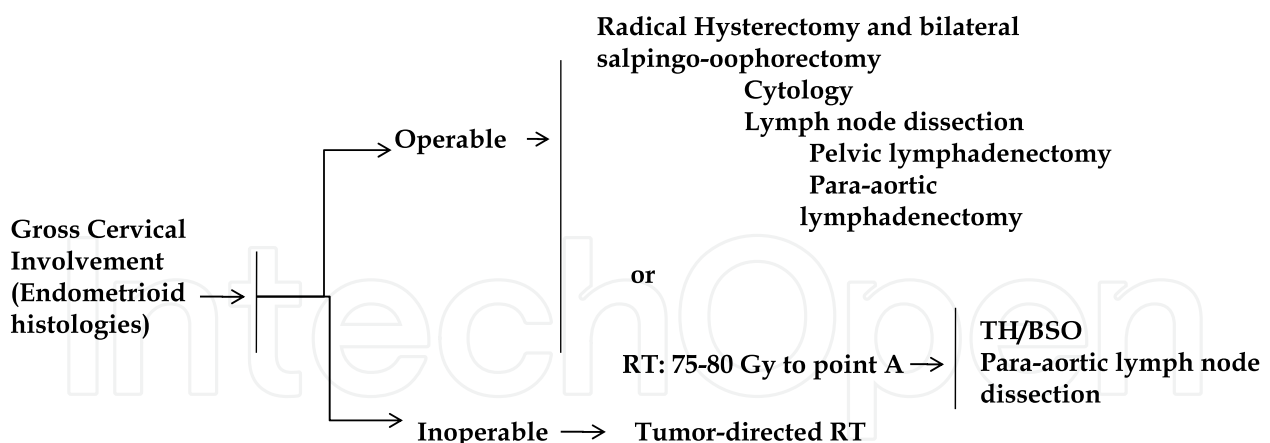 Radical Hysterectomy and bilateral
salpingo-oophorectomy
Cytology
Operable
Lymph node dissection
Pelvic lymphadenectomy
Para-aortic
lymphadenectomy
Gross Cervical
Involvement
(Endometrioid
histologies)
or
RT: 75-80 Gy to point A
TH/BSO
Para-aortic lymph node
dissection
Inoperable
Tumor-directed RT
IntechOpen